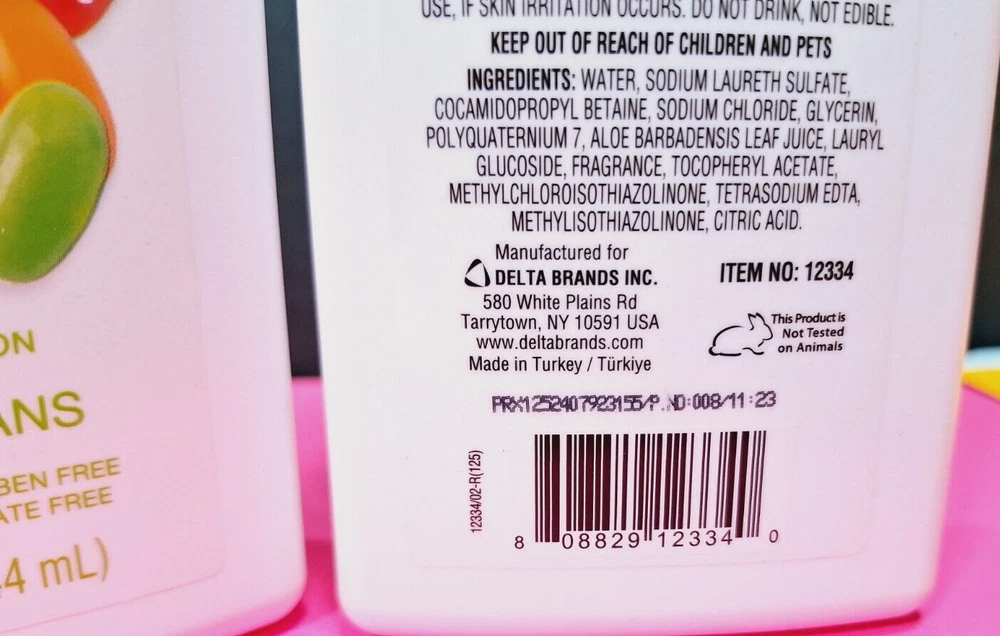 USE, IF SKIN IRRITATION OCCURS. DO NOT DRINK, NOT EDIBLE.
KEEP OUT OF REACH OF CHILDREN AND PETS
INGREDIENTS: WATER, SODIUM LAURETH SULFATE,
COCAMIDOPROPYL BETAINE, SODIUM CHLORIDE, GLYCERIN,
POLYQUATERNIUM 7, ALOE BARBADENSIS LEAF JUICE, LAURYL
GLUCOSIDE, FRAGRANCE, TOCOPHERYL ACETATE,
METHYLCHLOROISOTHIAZOLINONE, TETRASODIUM EDTA,
METHYLISOTHIAZOLINONE, CITRIC ACID.
Manufactured for
DELTA BRANDS INC.
580 White Plains Rd
Tarrytown, NY 10591 USA
www.deltabrands.com
Made in Turkey / Türkiye
ITEM NO: 12334
This Product is
Not Tested
on Animals
:008/11:23
12334/02-R(125)
8 08829 12334 0
ON
ANS
BEN FREE
ATE FREE
4 mL)